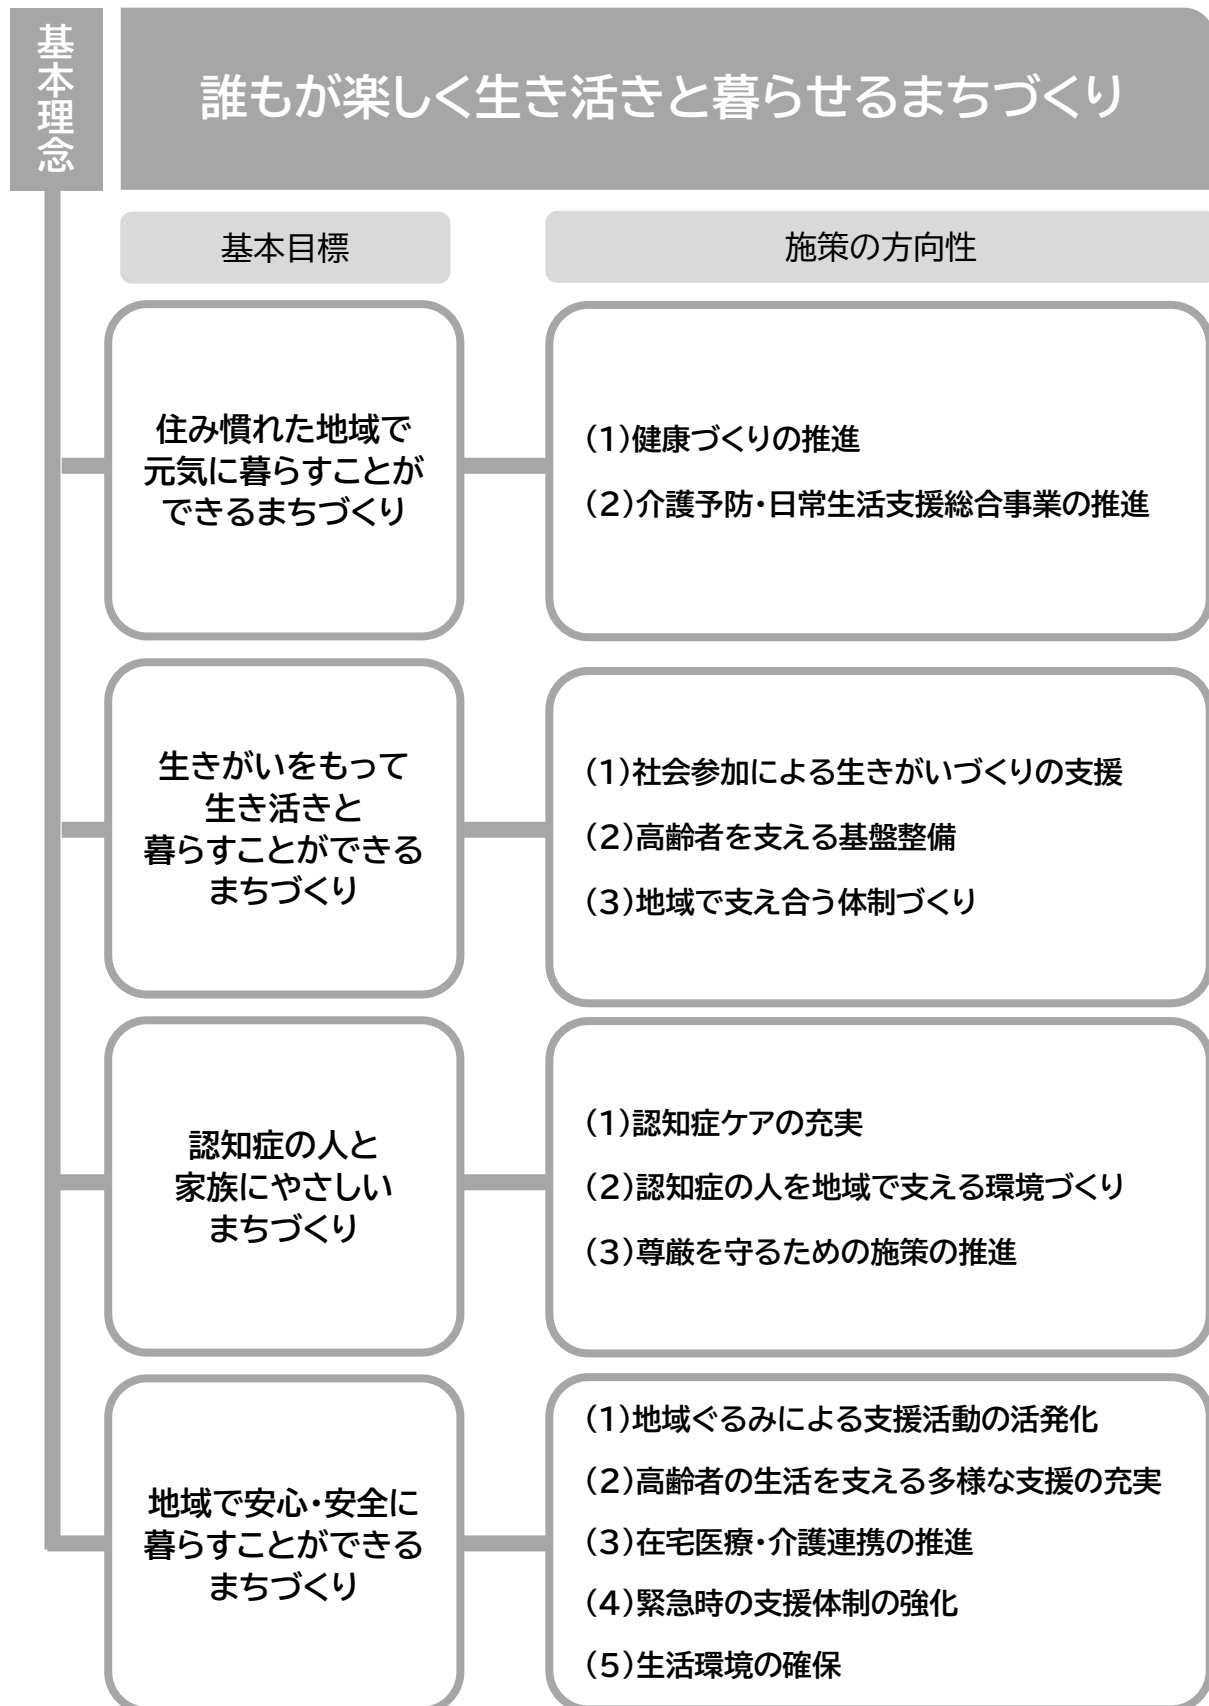 基本理念
誰もが楽しく生き活きと暮らせるまちづくり
基本目標
施策の方向性
住み慣れた地域で
元気に暮らすことが
できるまちづくり
(1)健康づくりの推進
(2)介護予防・日常生活支援総合事業の推進
生きがいをもって
生き活きと
暮らすことができる
まちづくり
(1)社会参加による生きがいづくりの支援
(2)高齢者を支える基盤整備
(3)地域で支え合う体制づくり
認知症の人と
家族にやさしい
まちづくり
(1)認知症ケアの充実
(2)認知症の人を地域で支える環境づくり
(3)尊厳を守るための施策の推進
地域で安心・安全に
暮らすことができる
まちづくり
(1)地域ぐるみによる支援活動の活発化
(2)高齢者の生活を支える多様な支援の充実
(3)在宅医療・介護連携の推進
(4)緊急時の支援体制の強化
(5)生活環境の確保